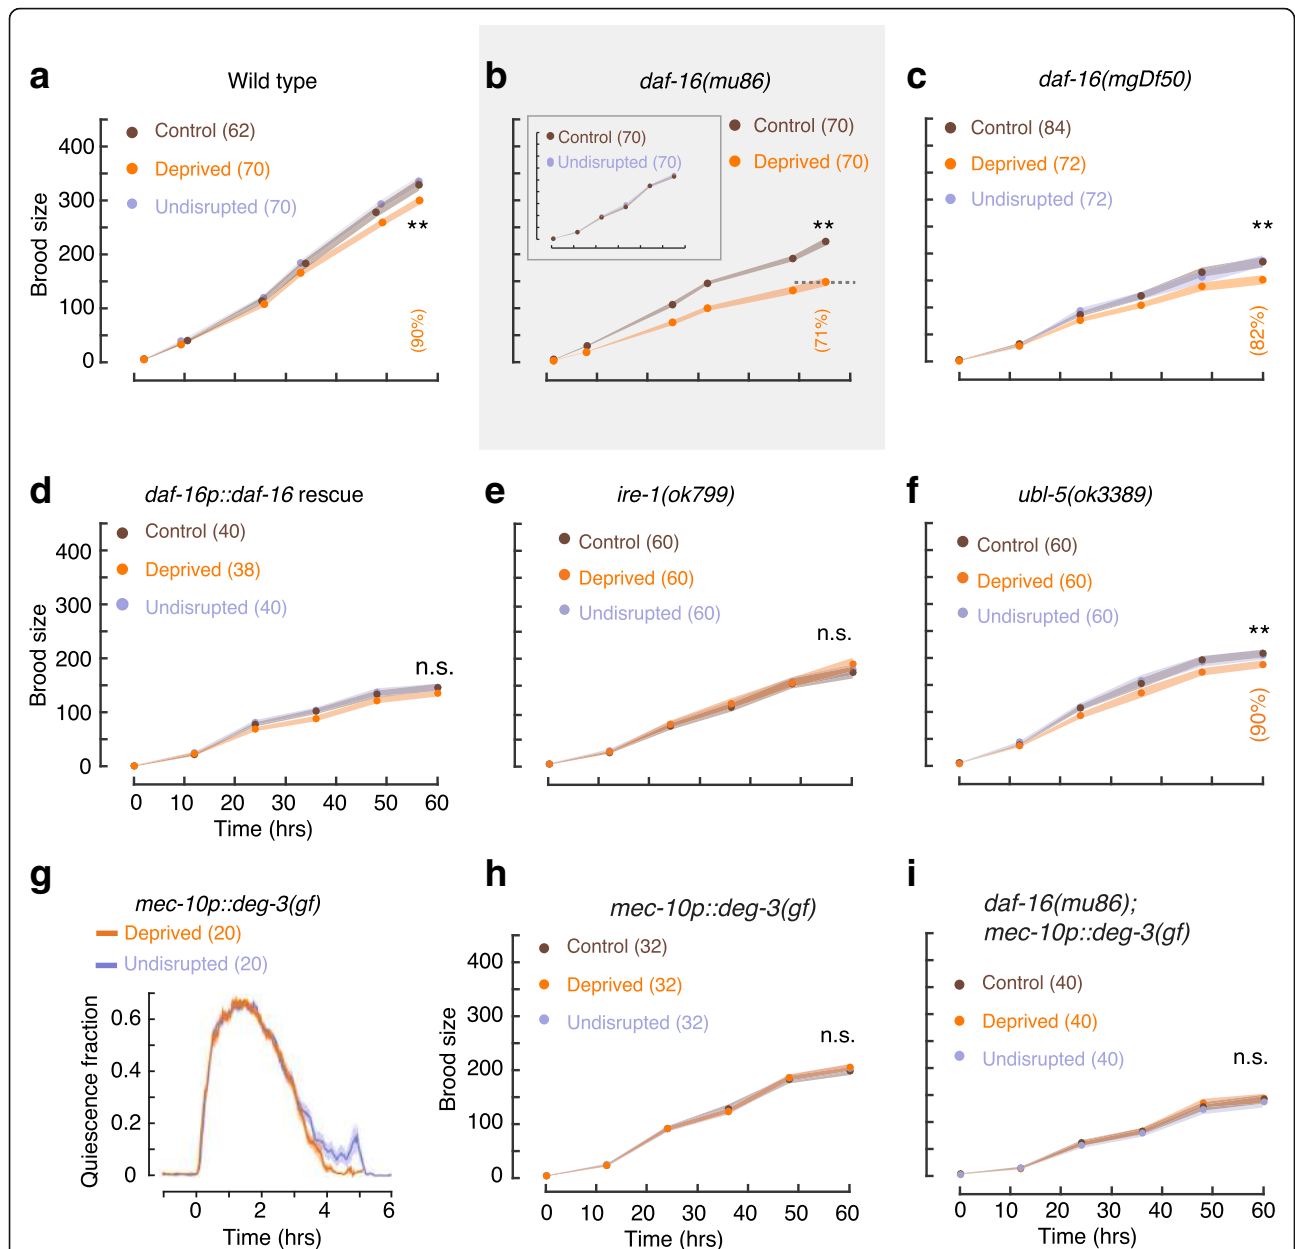 a
Wild type
Control (62)
Deprived (70)
Undisrupted (70)
Brood size
400
300
200
100
0
**
(90%)
b
daf-16(mu86)
Control (70)
Undisrupted (70)
Control (70)
Deprived (70)
**
(71%)
c
daf-16(mgDf50)
Control (84)
Deprived (72)
Undisrupted (72)
**
(82%)
d
daf-16p::daf-16 rescue
Control (40)
Deprived (38)
Undisrupted (40)
Brood size
400
300
200
100
0
n.s.
0 10 20 30 40 50 60
Time (hrs)
e
ire-1(ok799)
Control (60)
Deprived (60)
Undisrupted (60)
n.s.
f
ubl-5(ok3389)
Control (60)
Deprived (60)
Undisrupted (60)
**
(90%)
g
mec-10p::deg-3(gf)
Deprived (20)
Undisrupted (20)
Quiescence fraction
0.6
0.4
0.2
0
0 2 4 6
Time (hrs)
h
mec-10p::deg-3(gf)
Control (32)
Deprived (32)
Undisrupted (32)
Brood size
400
300
200
100
0
n.s.
0 10 20 30 40 50 60
Time (hrs)
i
daf-16(mu86);
mec-10p::deg-3(gf)
Control (40)
Deprived (40)
Undisrupted (40)
n.s.
0 10 20 30 40 50 60
Time (hrs)